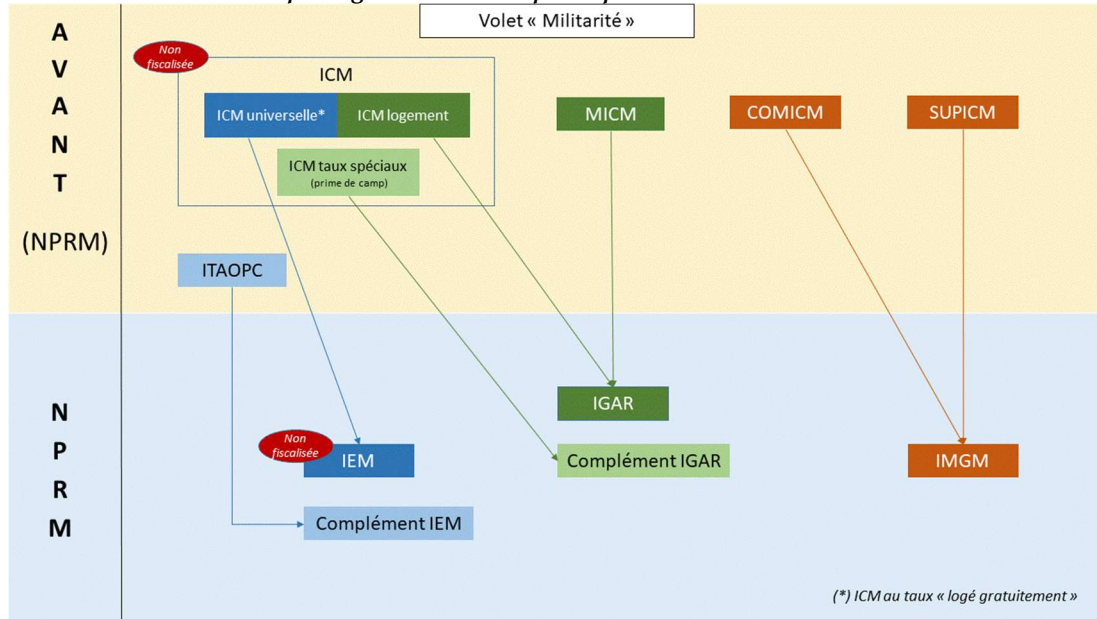 Volet « Militarité »
A
V
A
N
T
(NPRM)
Non
fiscalisée
ICM
ICM universelle*
ICM logement
ICM taux spéciaux
(prime de camp)
MICM
COMICM
SUPICM
ITAOPC
N
P
R
M
IGAR
Non
fiscalisée
IEM
Complément IGAR
IMGM
Complément IEM
(*) ICM au taux « logé gratuitement »